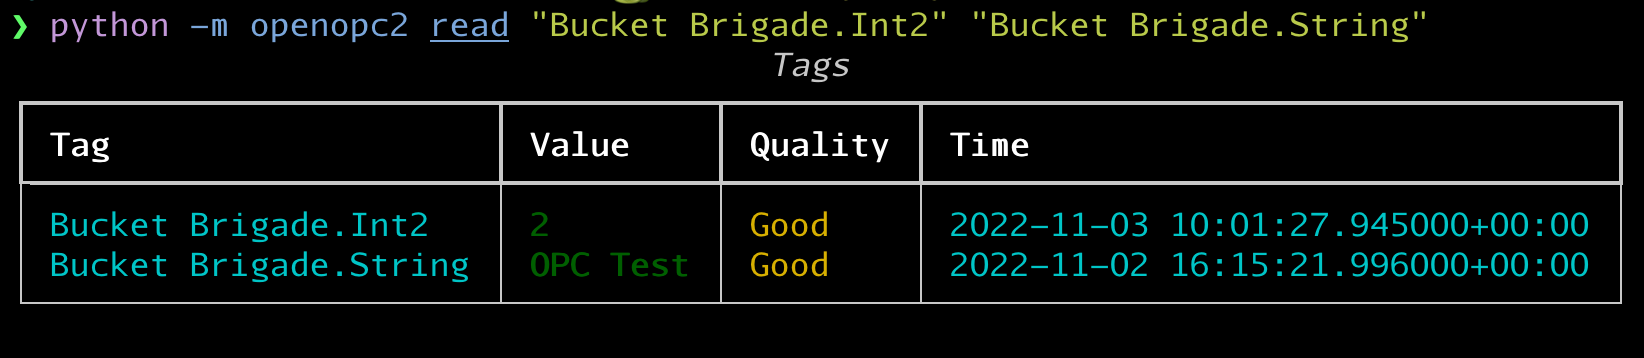 ❯ python -m openopc2 read "Bucket Brigade.Int2" "Bucket Brigade.String"
Tags
Tag Value Quality Time
Bucket Brigade.Int2 2 Good 2022-11-03 10:01:27.945000+00:00
Bucket Brigade.String OPC Test Good 2022-11-02 16:15:21.996000+00:00